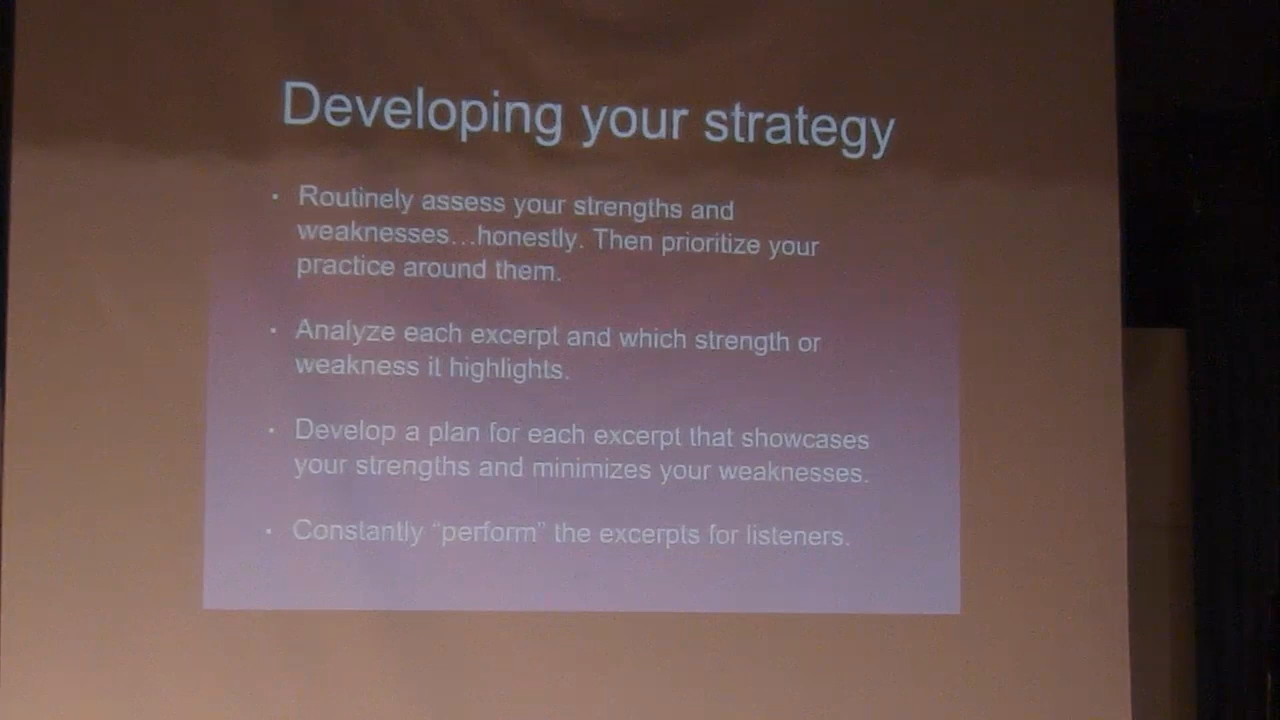 Developing your strategy
· Routinely assess your strengths and
weaknesses…honestly. Then prioritize your
practice around them.
· Analyze each excerpt and which strength or
weakness it highlights.
· Develop a plan for each excerpt that showcases
your strengths and minimizes your weaknesses.
· Constantly “perform” the excerpts for listeners.